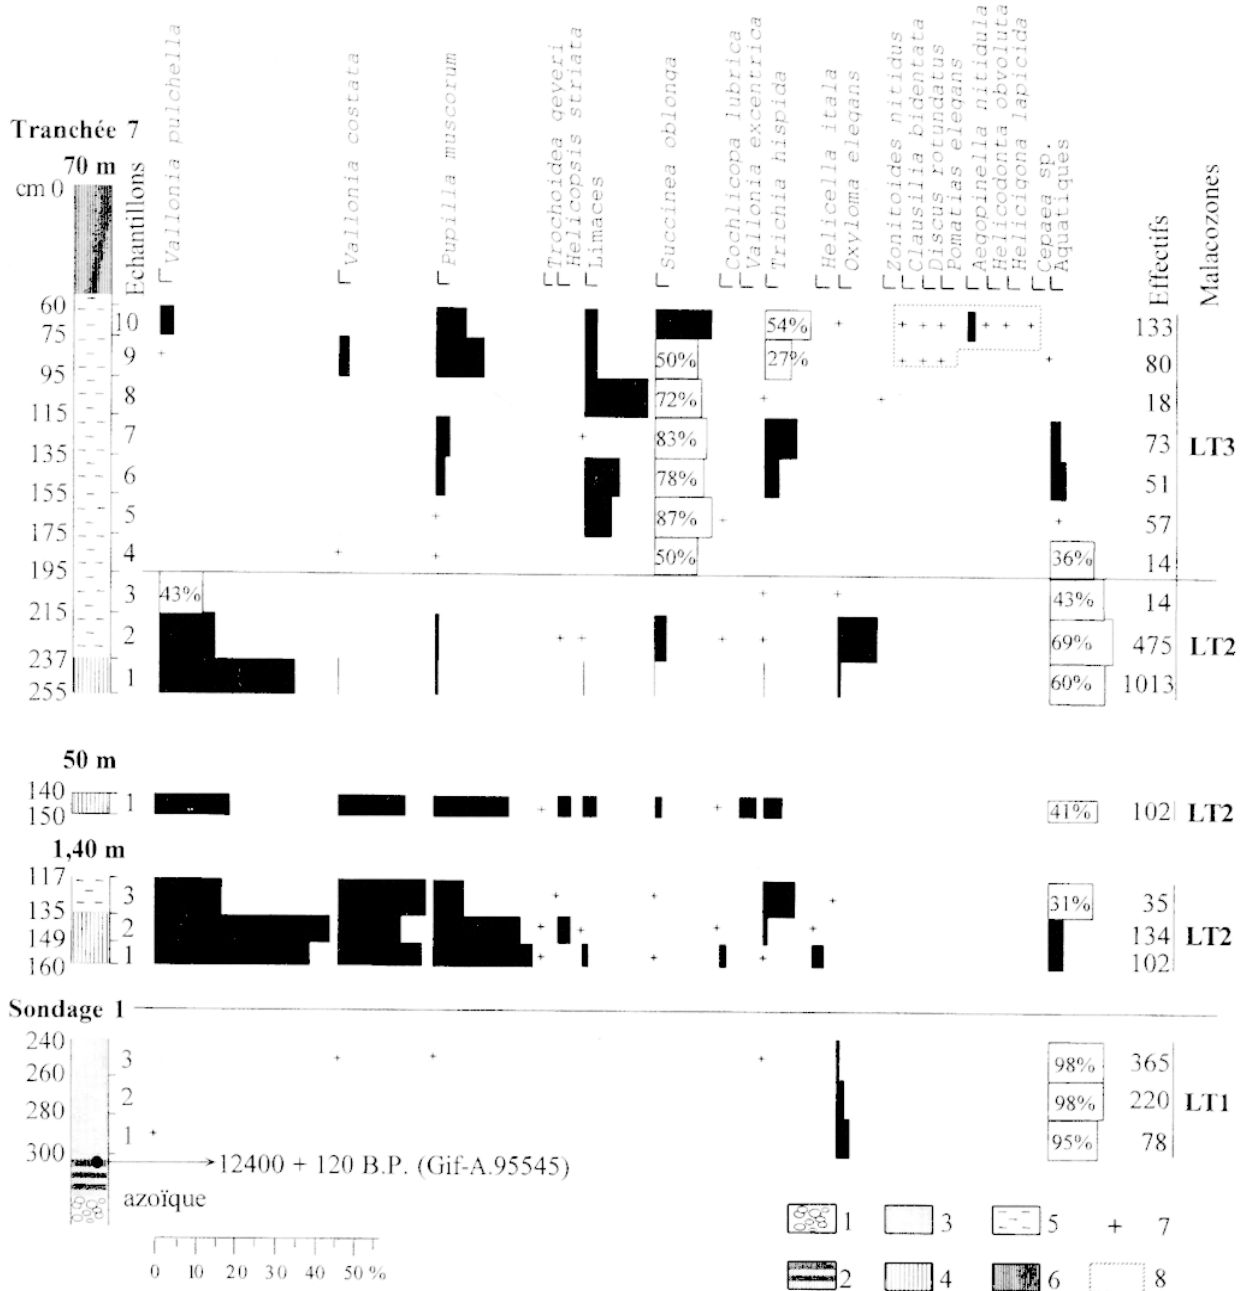 Vallonia pulchella
Vallonia costata
Pupilla muscorum
Trochoidea geyeri
Helicopsis striata
Limaces
Succinea oblonga
Cochlicopa lubrica
Vallonia excentrica
Trichia hispida
Helicella itala
Oxyloma elegans
Zonitoides nitidus
Clausilia bidentata
Discus rotundatus
Pomatias elegans
Aegopinella nitidula
Helicodonta obvoluta
Helicigona lapicida
Cepaea sp.
Aquatiques
Effectifs
Malacozones
Tranchée 7
70 m
cm 0
Echantillons
60
10 54% 133
75
9 50% 27% 80
95
8 72% 18
115
7 83% 73 LT3
135
6 78% 51
155
5 87% 57
175
4 50% 36% 14
195
3 43% 43% 14
215
2 69% 475 LT2
237
1 60% 1013
255
50 m
140
1 41% 102 LT2
150
1,40 m
117
3 31% 35
135
2 134 LT2
149
1 102
160
Sondage 1
240
3 98% 365
260
2 98% 220 LT1
280
1 95% 78
300
12400 + 120 B.P. (Gif-A.95545)
azoïque
0 10 20 30 40 50 %
1 3 5 + 7
2 4 6 8